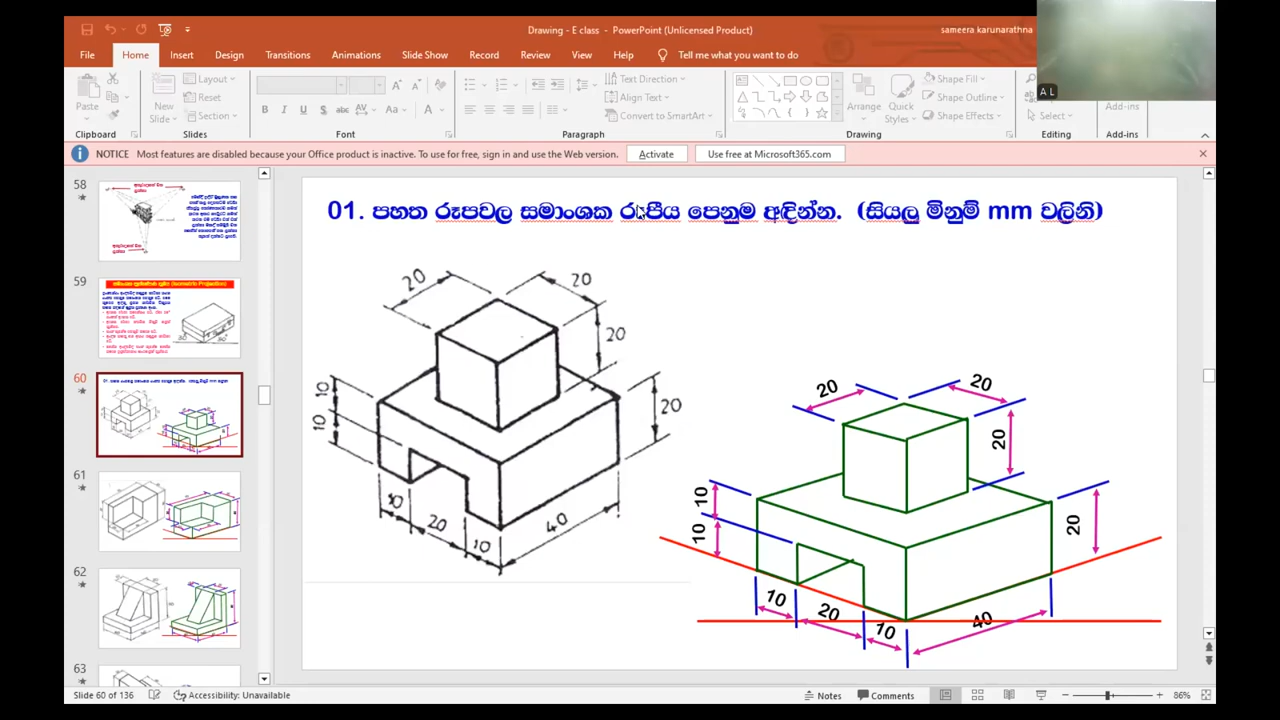 Drawing - E class - PowerPoint (Unlicensed Product)
sameera karunarathna
File Home Insert Design Transitions Animations Slide Show Record Review View Help Tell me what you want to do
Paste
New
Slide
Layout
Reset
Section
B I U S abc AV Aa A
Text Direction
Align Text
Convert to SmartArt
Arrange
Quick
Styles
Shape Fill
Shape Outline
Shape Effects
Select
Add-ins
A L
Clipboard Slides Font Paragraph Drawing Editing Add-ins
NOTICE Most features are disabled because your Office product is inactive. To use for free, sign in and use the Web version. Activate Use free at Microsoft365.com
58
59
60
61
62
63
01. පහත රූපවල සමාංශක රූපීය පෙනුම අඳින්න. (සියලු මිනුම් mm වලිනි)
20 20
20
10
10
20
10 20 10 40
20 20
20
10
10
20
10 20 10 40
Slide 60 of 136 Accessibility: Unavailable Notes Comments 86%